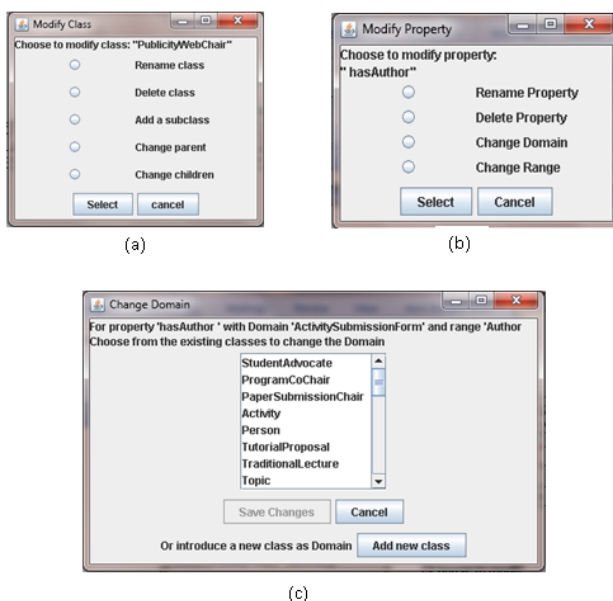 Modify Class
Choose to modify class: "PublicityWebChair"
Rename class
Delete class
Add a subclass
Change parent
Change children
Select cancel
(a)
Modify Property
Choose to modify property:
" hasAuthor"
Rename Property
Delete Property
Change Domain
Change Range
Select Cancel
(b)
Change Domain
For property 'hasAuthor ' with Domain 'ActivitySubmissionForm' and range 'Author
Choose from the existing classes to change the Domain
StudentAdvocate
ProgramCoChair
PaperSubmissionChair
Activity
Person
TutorialProposal
TraditionalLecture
Topic
Save Changes Cancel
Or introduce a new class as Domain Add new class
(c)